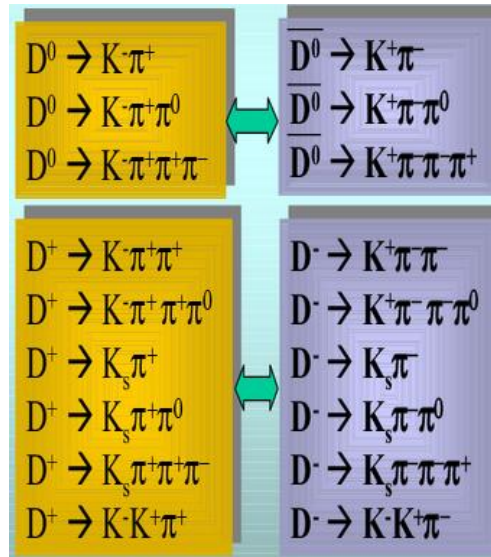 D⁰ → K⁻π⁺
D⁰ → K⁻π⁺π⁰
D⁰ → K⁻π⁺π⁺π⁻
D̅⁰̅ → K⁺π⁻
D̅⁰̅ → K⁺π⁻π⁰
D̅⁰̅ → K⁺π⁻π⁻π⁺
D⁺ → K⁻π⁺π⁺
D⁺ → K⁻π⁺π⁺π⁰
D⁺ → Kₛπ⁺
D⁺ → Kₛπ⁺π⁰
D⁺ → Kₛπ⁺π⁺π⁻
D⁺ → K⁻K⁺π⁺
D⁻ → K⁺π⁻π⁻
D⁻ → K⁺π⁻π⁻π⁰
D⁻ → Kₛπ⁻
D⁻ → Kₛπ⁻π⁰
D⁻ → Kₛπ⁻π⁻π⁺
D⁻ → K⁻K⁺π⁻